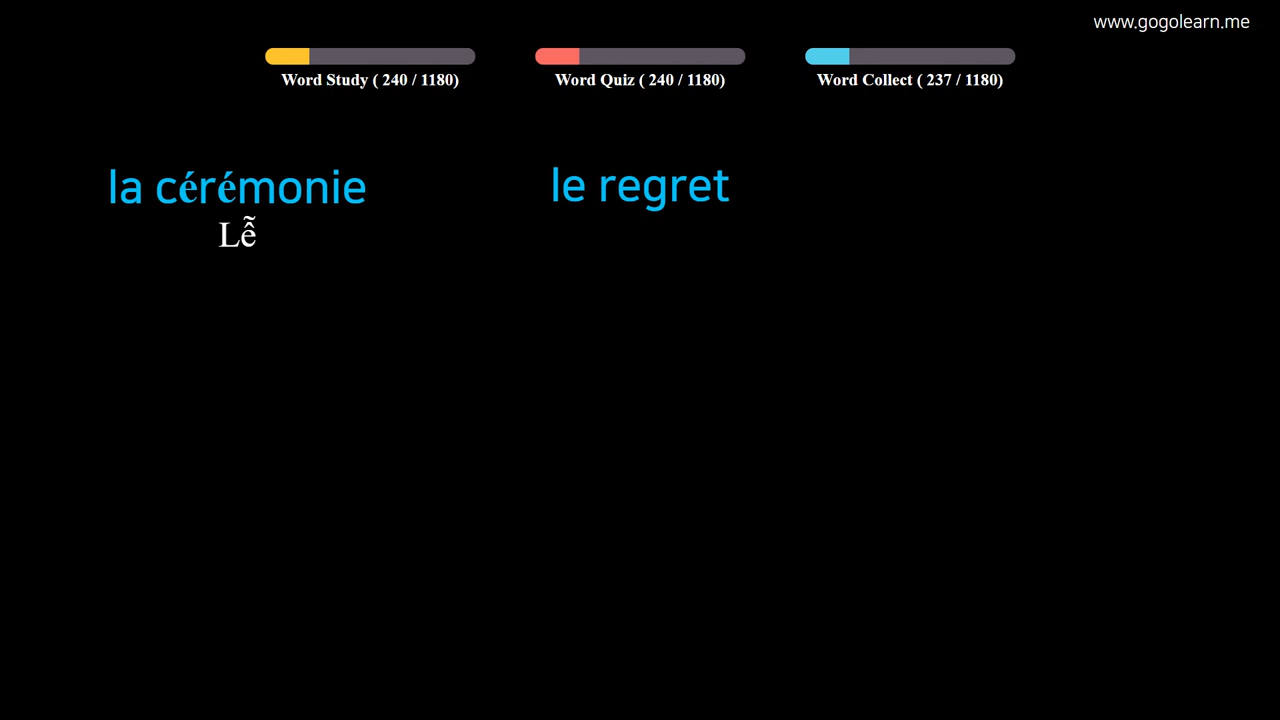 www.gogolearn.me
Word Study ( 240 / 1180)
Word Quiz ( 240 / 1180)
Word Collect ( 237 / 1180)
la cérémonie
Lễ
le regret